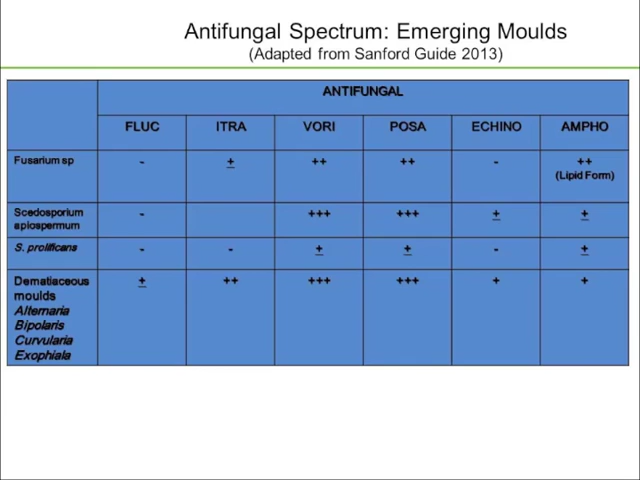 Antifungal Spectrum: Emerging Moulds
(Adapted from Sanford Guide 2013)
ANTIFUNGAL
FLUC ITRA VORI POSA ECHINO AMPHO
Fusarium sp - ± ++ ++ - ++
(Lipid Form)
Scedosporium - +++ +++ ± ±
apiospermum
S. prolificans - - ± ± - ±
Dematiaceous ± ++ +++ +++ + +
moulds
Alternaria
Bipolaris
Curvularia
Exophiala